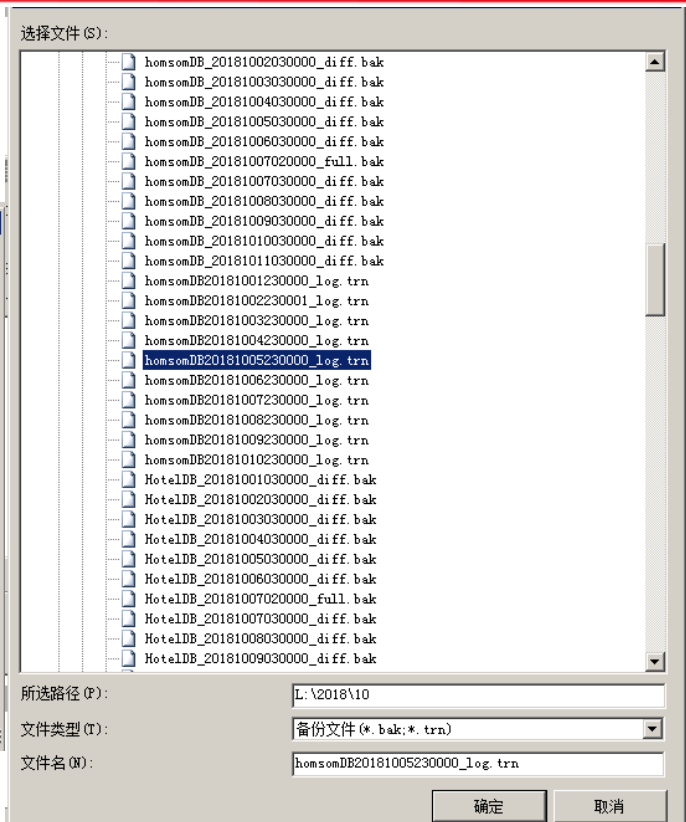 选择文件(S):
homsomDB_20181002030000_diff.bak
homsomDB_20181003030000_diff.bak
homsomDB_20181004030000_diff.bak
homsomDB_20181005030000_diff.bak
homsomDB_20181006030000_diff.bak
homsomDB_20181007020000_full.bak
homsomDB_20181007030000_diff.bak
homsomDB_20181008030000_diff.bak
homsomDB_20181009030000_diff.bak
homsomDB_20181010030000_diff.bak
homsomDB_20181011030000_diff.bak
homsomDB20181001230000_log.trn
homsomDB20181002230001_log.trn
homsomDB20181003230000_log.trn
homsomDB20181004230000_log.trn
homsomDB20181005230000_log.trn
homsomDB20181006230000_log.trn
homsomDB20181007230000_log.trn
homsomDB20181008230000_log.trn
homsomDB20181009230000_log.trn
homsomDB20181010230000_log.trn
HotelDB_20181001030000_diff.bak
HotelDB_20181002030000_diff.bak
HotelDB_20181003030000_diff.bak
HotelDB_20181004030000_diff.bak
HotelDB_20181005030000_diff.bak
HotelDB_20181006030000_diff.bak
HotelDB_20181007020000_full.bak
HotelDB_20181007030000_diff.bak
HotelDB_20181008030000_diff.bak
HotelDB_20181009030000_diff.bak
所选路径(P): L:\2018\10
文件类型(T): 备份文件(*.bak;*.trn)
文件名(N): homsomDB20181005230000_log.trn
确定 取消